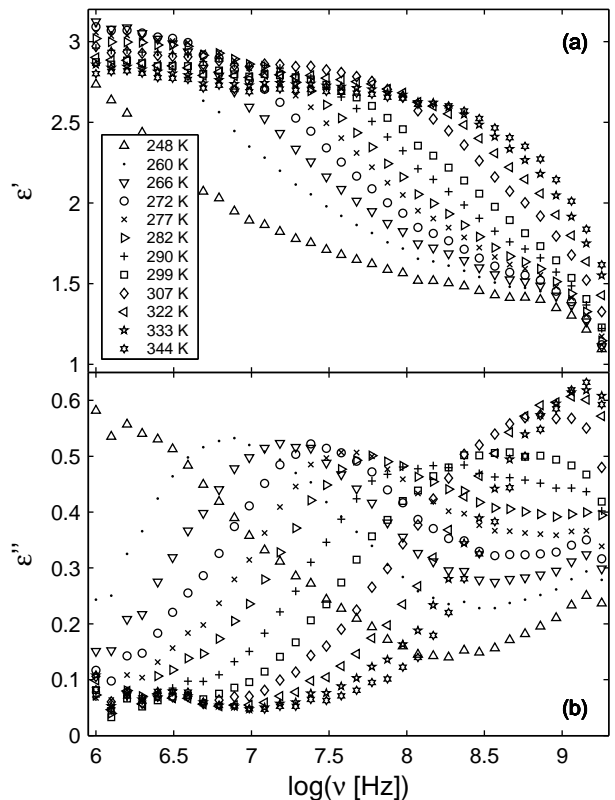 3
2.5
2
1.5
1
ε'
(a)
248 K
260 K
266 K
272 K
277 K
282 K
290 K
299 K
307 K
322 K
333 K
344 K
0.6
0.5
0.4
0.3
0.2
0.1
0
ε"
(b)
6 6.5 7 7.5 8 8.5 9
log(ν [Hz])